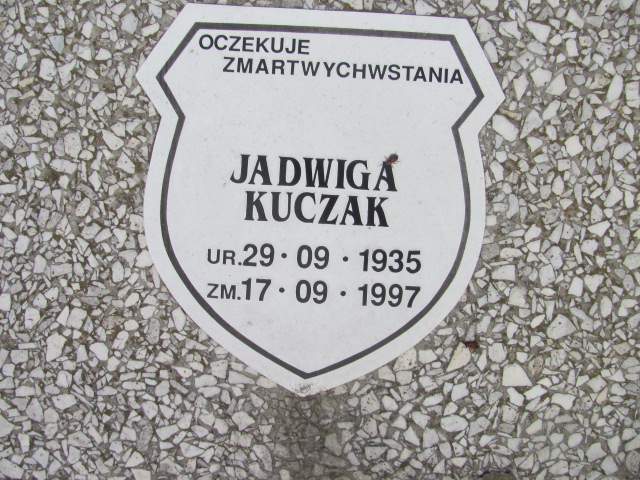 OCZEKUJE
ZMARTWYCHWSTANIA
JADWIGA
KUCZAK
UR.29·09·1935
ZM.17·09·1997